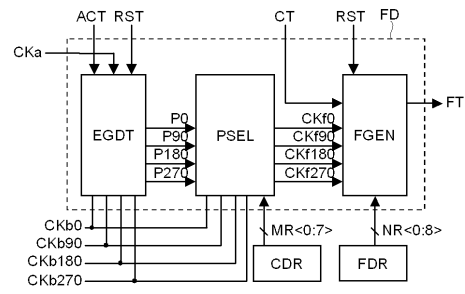 ACT RST CT RST FD
CKa
FT
EGDT PSEL FGEN
P0 CKf0
P90 CKf90
P180 CKf180
P270 CKf270
CKb0
CKb90
CKb180
CKb270
MR<0:7> NR<0:8>
CDR FDR